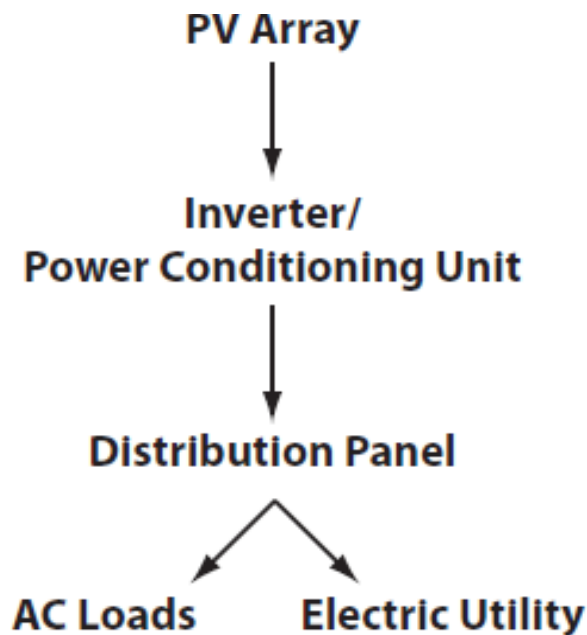 PV Array
Inverter/
Power Conditioning Unit
Distribution Panel
AC Loads
Electric Utility